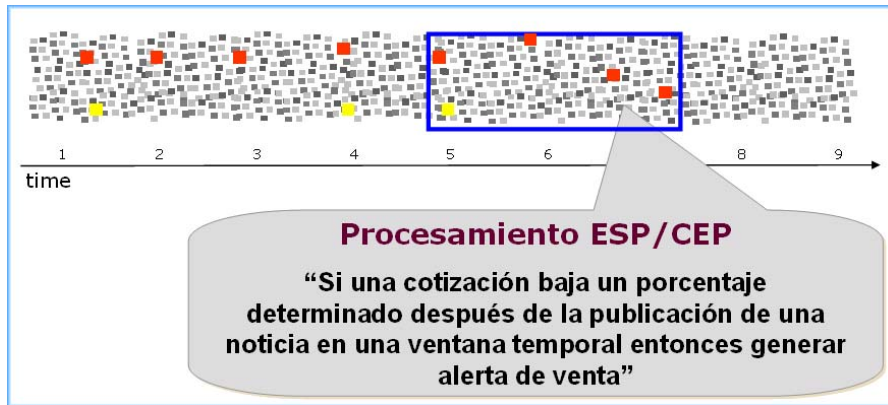 1 2 3 4 5 6 8 9
time
Procesamiento ESP/CEP
“Si una cotización baja un porcentaje
determinado después de la publicación de una
noticia en una ventana temporal entonces generar
alerta de venta”